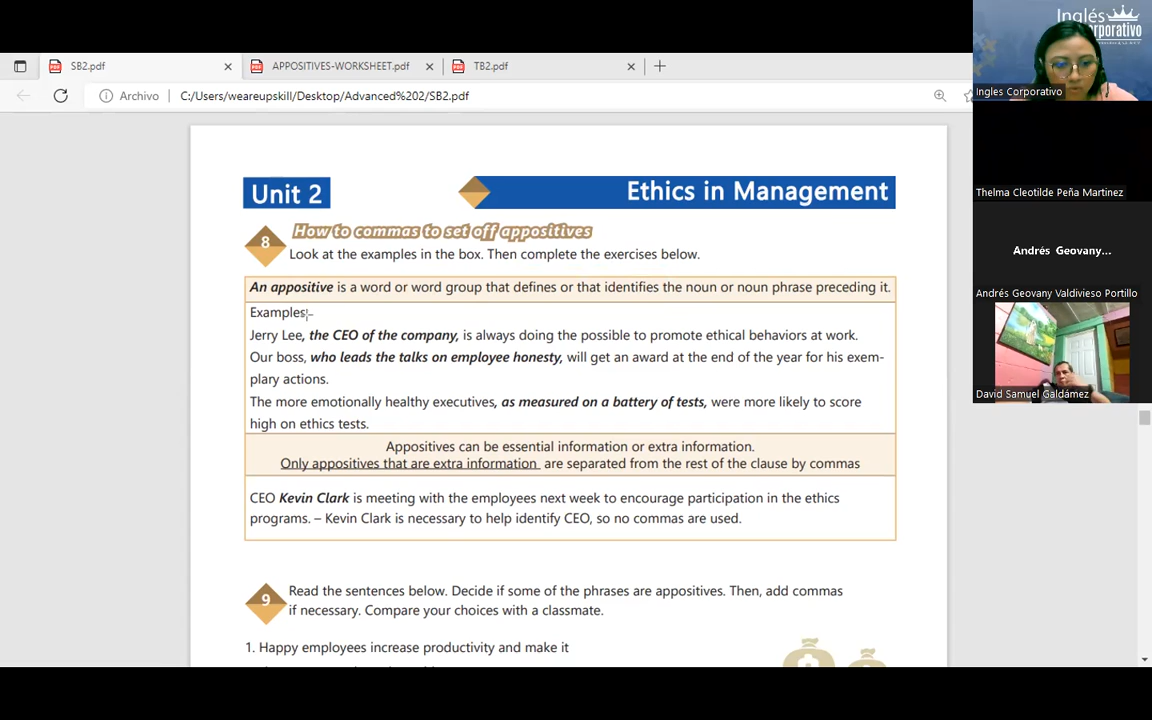 Inglés
Corporativo
SB2.pdf
APPOSITIVES-WORKSHEET.pdf
TB2.pdf
Archivo
C:/Users/weareupskill/Desktop/Advanced%202/SB2.pdf
Ingles Corporativo
Thelma Cleotilde Peña Martinez
Andrés Geovany...
Andrés Geovany Valdivieso Portillo
David Samuel Galdámez
Unit 2
Ethics in Management
8
How to commas to set off appositives
Look at the examples in the box. Then complete the exercises below.
An appositive is a word or word group that defines or that identifies the noun or noun phrase preceding it.
Examples:-
Jerry Lee, the CEO of the company, is always doing the possible to promote ethical behaviors at work.
Our boss, who leads the talks on employee honesty, will get an award at the end of the year for his exem-
plary actions.
The more emotionally healthy executives, as measured on a battery of tests, were more likely to score
high on ethics tests.
Appositives can be essential information or extra information.
Only appositives that are extra information are separated from the rest of the clause by commas
CEO Kevin Clark is meeting with the employees next week to encourage participation in the ethics
programs. – Kevin Clark is necessary to help identify CEO, so no commas are used.
9
Read the sentences below. Decide if some of the phrases are appositives. Then, add commas
if necessary. Compare your choices with a classmate.
1. Happy employees increase productivity and make it